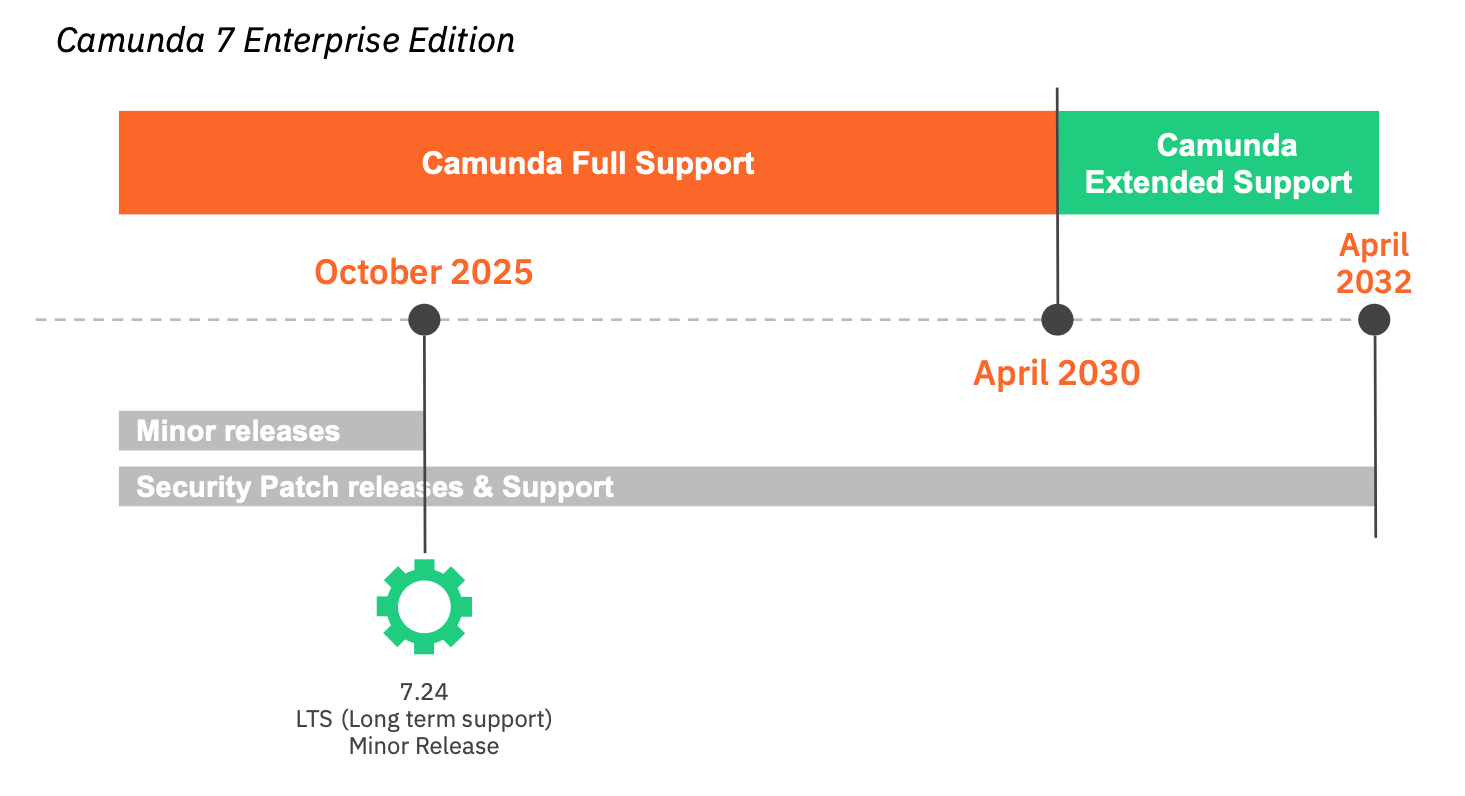 Camunda 7 Enterprise Edition
Camunda Full Support
Camunda
Extended Support
October 2025
April
2032
April 2030
Minor releases
Security Patch releases & Support
7.24
LTS (Long term support)
Minor Release